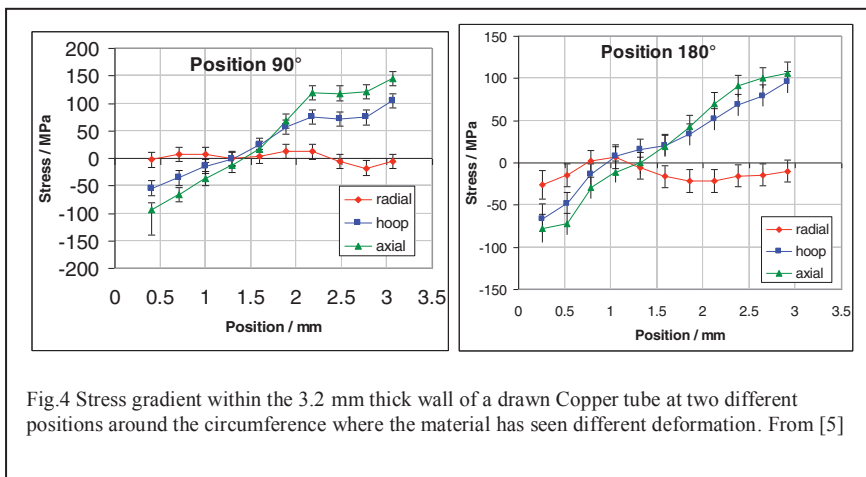 Position 90°
Stress / MPa
200
150
100
50
0
-50
-100
-150
-200
radial
hoop
axial
0 0.5 1 1.5 2 2.5 3 3.5
Position / mm
Position 180°
Stress / MPa
150
100
50
0
-50
-100
-150
radial
hoop
axial
0 0.5 1 1.5 2 2.5 3 3.5
Position / mm
Fig.4 Stress gradient within the 3.2 mm thick wall of a drawn Copper tube at two different
positions around the circumference where the material has seen different deformation. From [5]